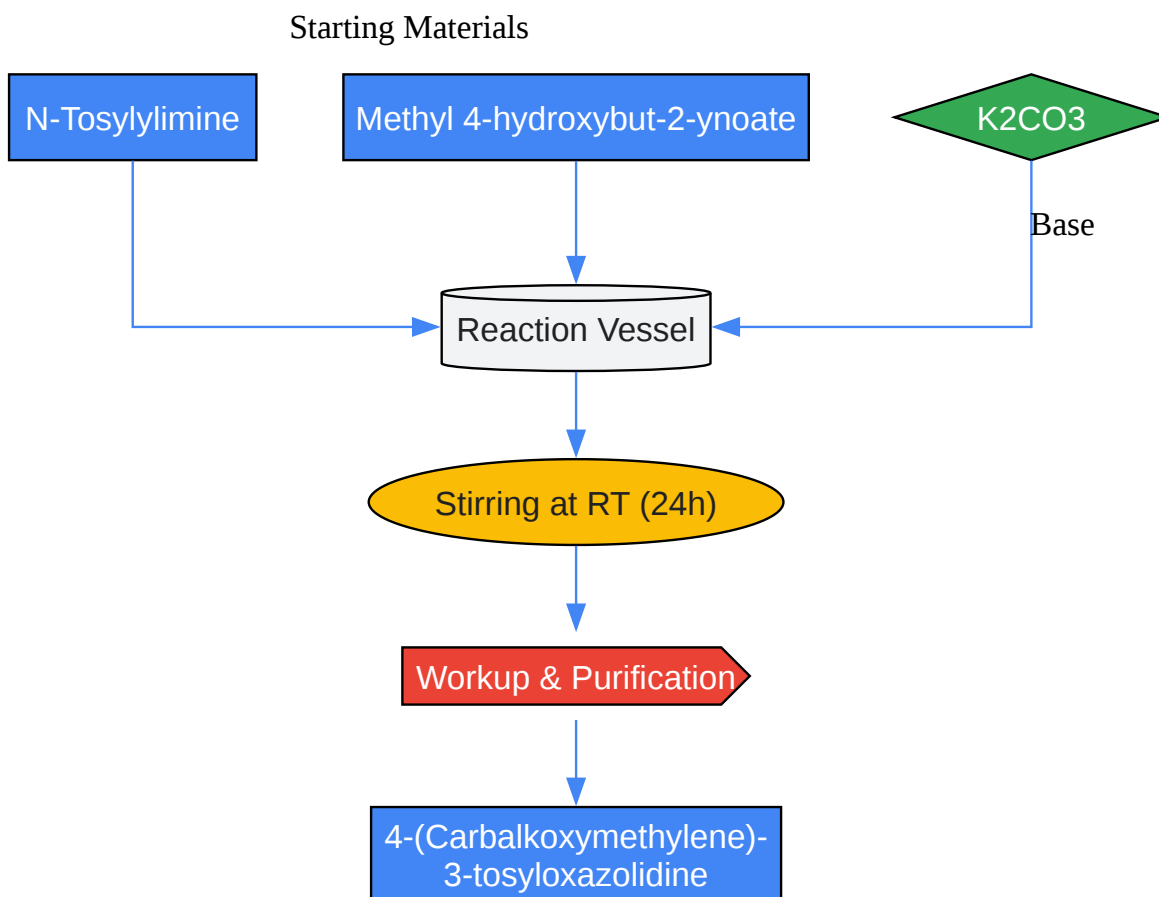 Starting Materials
N-Tosylylimine
Methyl 4-hydroxybut-2-ynoate
K2CO3
Base
Reaction Vessel
Stirring at RT (24h)
Workup & Purification
4-(Carbalkoxymethylene)-
3-tosyloxazolidine